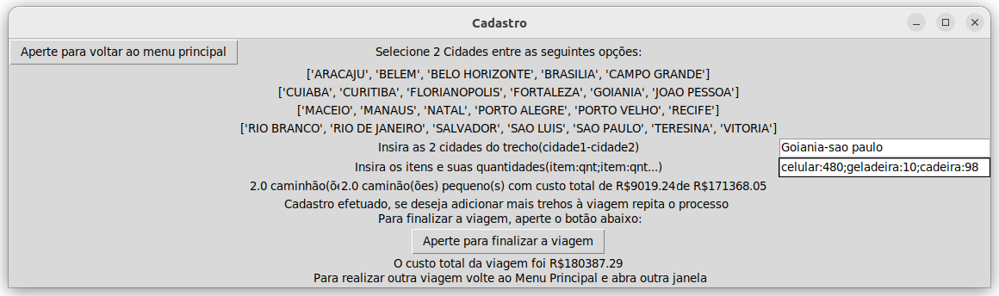 Cadastro
Aperte para voltar ao menu principal
Selecione 2 Cidades entre as seguintes opções:
['ARACAJU', 'BELEM', 'BELO HORIZONTE', 'BRASILIA', 'CAMPO GRANDE']
['CUIABA', 'CURITIBA', 'FLORIANOPOLIS', 'FORTALEZA', 'GOIANIA', 'JOAO PESSOA']
['MACEIO', 'MANAUS', 'NATAL', 'PORTO ALEGRE', 'PORTO VELHO', 'RECIFE']
['RIO BRANCO', 'RIO DE JANEIRO', 'SALVADOR', 'SAO LUIS', 'SAO PAULO', 'TERESINA', 'VITORIA']
Insira as 2 cidades do trecho(cidade1-cidade2) Goiania-sao paulo
Insira os itens e suas quantidades(item:qnt;item:qnt...) celular:480;geladeira:10;cadeira:98
2.0 caminhão(õe 2.0 caminão(ões) pequeno(s) com custo total de R$9019.24 de R$171368.05
Cadastro efetuado, se deseja adicionar mais trehos à viagem repita o processo
Para finalizar a viagem, aperte o botão abaixo:
Aperte para finalizar a viagem
O custo total da viagem foi R$180387.29
Para realizar outra viagem volte ao Menu Principal e abra outra janela